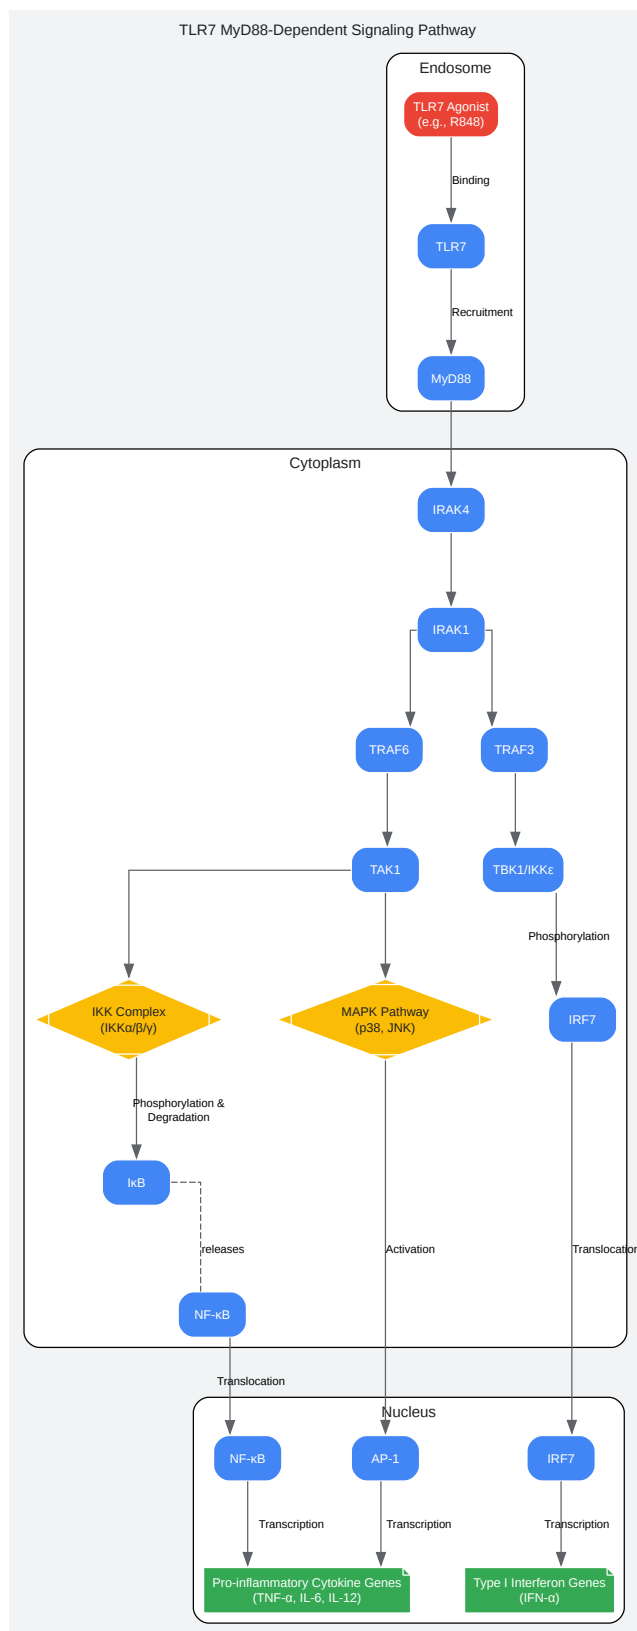 TLR7 MyD88-Dependent Signaling Pathway
Endosome
TLR7 Agonist
(e.g., R848)
Binding
TLR7
Recruitment
MyD88
Cytoplasm
IRAK4
IRAK1
TRAF6
TRAF3
TAK1
TBK1/IKKε
Phosphorylation
IKK Complex
(IKKα/β/γ)
MAPK Pathway
(p38, JNK)
IRF7
Phosphorylation &
Degradation
IκB
releases
Activation
Translocation
NF-κB
Translocation
Nucleus
NF-κB
AP-1
IRF7
Transcription
Transcription
Transcription
Pro-inflammatory Cytokine Genes
(TNF-α, IL-6, IL-12)
Type I Interferon Genes
(IFN-α)